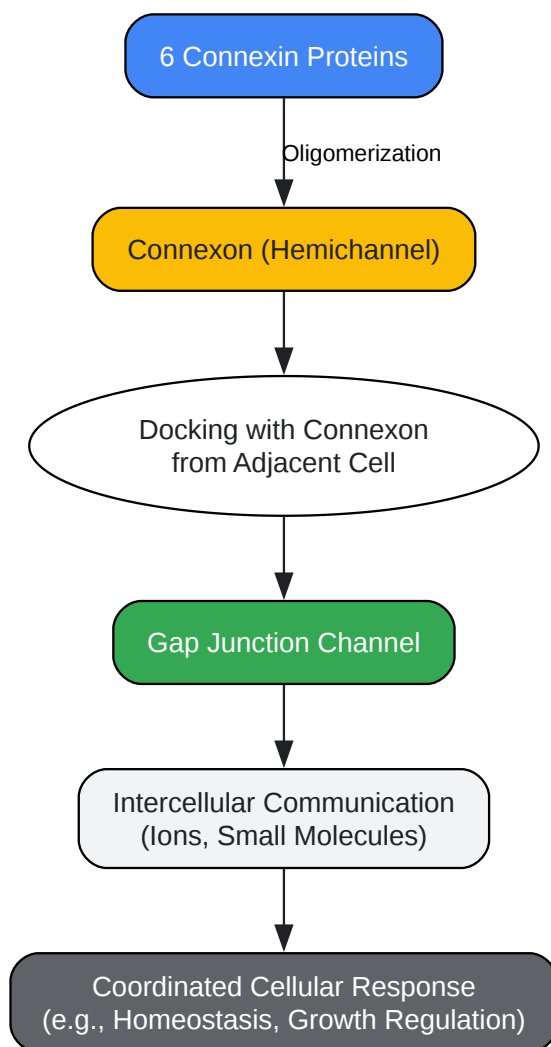 6 Connexin Proteins
Oligomerization
Connexon (Hemichannel)
Docking with Connexon
from Adjacent Cell
Gap Junction Channel
Intercellular Communication
(Ions, Small Molecules)
Coordinated Cellular Response
(e.g., Homeostasis, Growth Regulation)